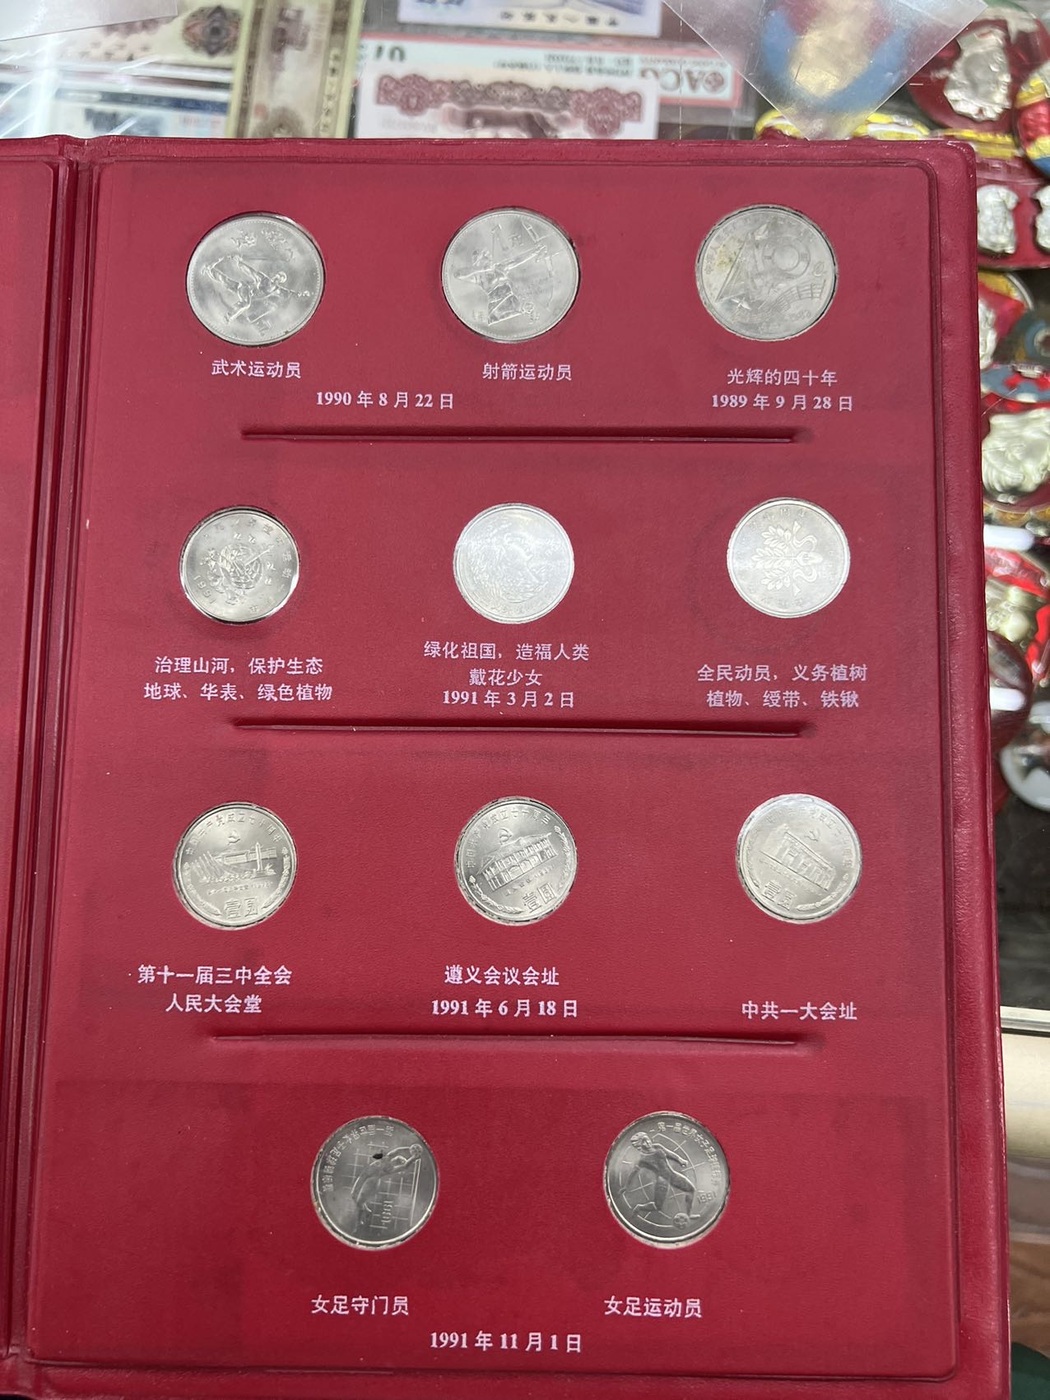 ACG
武术运动员
射箭运动员
1990 年 8 月 22 日
光辉的四十年
1989 年 9 月 28 日
治理山河，保护生态
地球、华表、绿色植物
绿化祖国，造福人类
戴花少女
1991 年 3 月 2 日
全民动员，义务植树
植物、绶带、铁锹
第十一届三中全会
人民大会堂
遵义会议会址
1991 年 6 月 18 日
中共一大会址
壹圆
壹圆
壹圆
女足守门员
女足运动员
1991 年 11 月 1 日